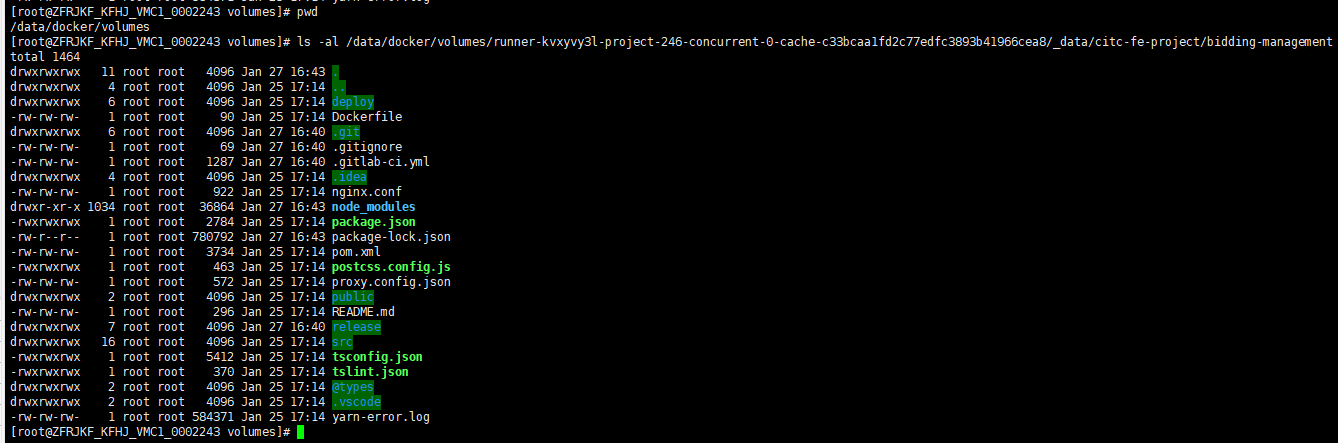 [root@ZFRJKF_KFHJ_VMC1_0002243 volumes]# pwd
/data/docker/volumes
[root@ZFRJKF_KFHJ_VMC1_0002243 volumes]# ls -al /data/docker/volumes/runner-kvxyvy3l-project-246-concurrent-0-cache-c33bcaa1fd2c77edfc3893b41966cea8/_data/citc-fe-project/bidding-management
total 1464
drwxrwxrwx   11 root root   4096 Jan 27 16:43 .
drwxrwxrwx    4 root root   4096 Jan 25 17:14 ..
drwxrwxrwx    6 root root   4096 Jan 25 17:14 deploy
-rw-rw-rw-    1 root root     90 Jan 25 17:14 Dockerfile
drwxrwxrwx    6 root root   4096 Jan 27 16:40 .git
-rw-rw-rw-    1 root root     69 Jan 27 16:40 .gitignore
-rw-rw-rw-    1 root root   1287 Jan 27 16:40 .gitlab-ci.yml
drwxrwxrwx    4 root root   4096 Jan 25 17:14 .idea
-rw-rw-rw-    1 root root    922 Jan 25 17:14 nginx.conf
drwxr-xr-x 1034 root root  36864 Jan 27 16:43 node_modules
-rwxrwxrwx    1 root root   2784 Jan 25 17:14 package.json
-rw-r--r--    1 root root 780792 Jan 27 16:43 package-lock.json
-rw-rw-rw-    1 root root   3734 Jan 25 17:14 pom.xml
-rwxrwxrwx    1 root root    463 Jan 25 17:14 postcss.config.js
-rw-rw-rw-    1 root root    572 Jan 25 17:14 proxy.config.json
drwxrwxrwx    2 root root   4096 Jan 25 17:14 public
-rw-rw-rw-    1 root root    296 Jan 25 17:14 README.md
drwxrwxrwx    7 root root   4096 Jan 27 16:40 release
drwxrwxrwx   16 root root   4096 Jan 25 17:14 src
-rwxrwxrwx    1 root root   5412 Jan 25 17:14 tsconfig.json
-rwxrwxrwx    1 root root    370 Jan 25 17:14 tslint.json
drwxrwxrwx    2 root root   4096 Jan 25 17:14 @types
drwxrwxrwx    2 root root   4096 Jan 25 17:14 .vscode
-rw-rw-rw-    1 root root 584371 Jan 25 17:14 yarn-error.log
[root@ZFRJKF_KFHJ_VMC1_0002243 volumes]#